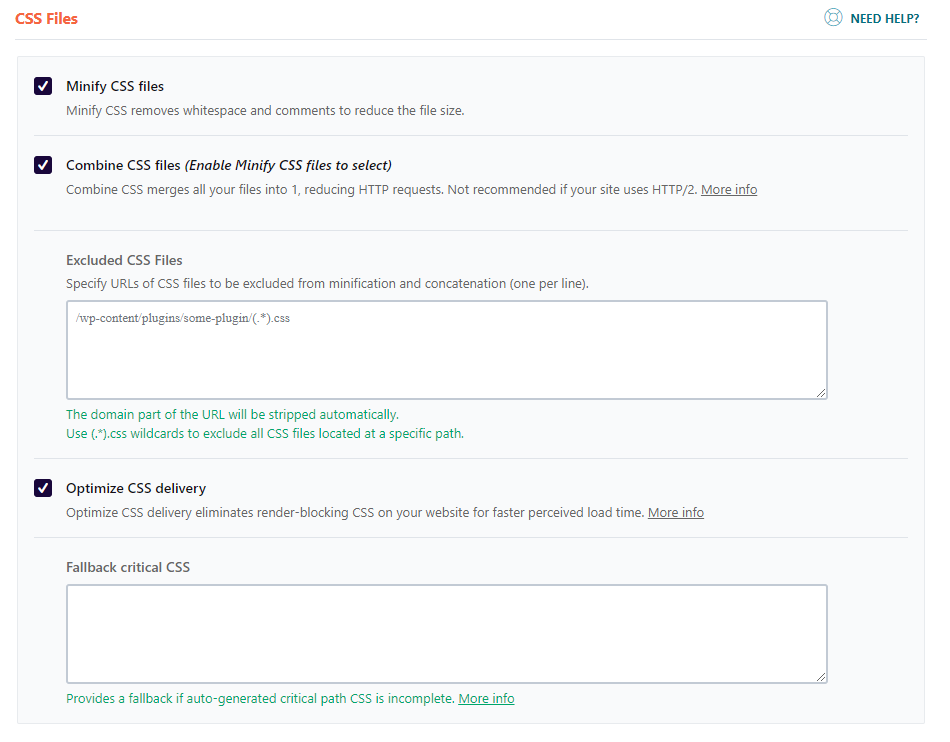 CSS Files
NEED HELP?
Minify CSS files
Minify CSS removes whitespace and comments to reduce the file size.
Combine CSS files (Enable Minify CSS files to select)
Combine CSS merges all your files into 1, reducing HTTP requests. Not recommended if your site uses HTTP/2. More info
Excluded CSS Files
Specify URLs of CSS files to be excluded from minification and concatenation (one per line).
/wp-content/plugins/some-plugin/(.*).css
The domain part of the URL will be stripped automatically.
Use (.*).css wildcards to exclude all CSS files located at a specific path.
Optimize CSS delivery
Optimize CSS delivery eliminates render-blocking CSS on your website for faster perceived load time. More info
Fallback critical CSS
Provides a fallback if auto-generated critical path CSS is incomplete. More info